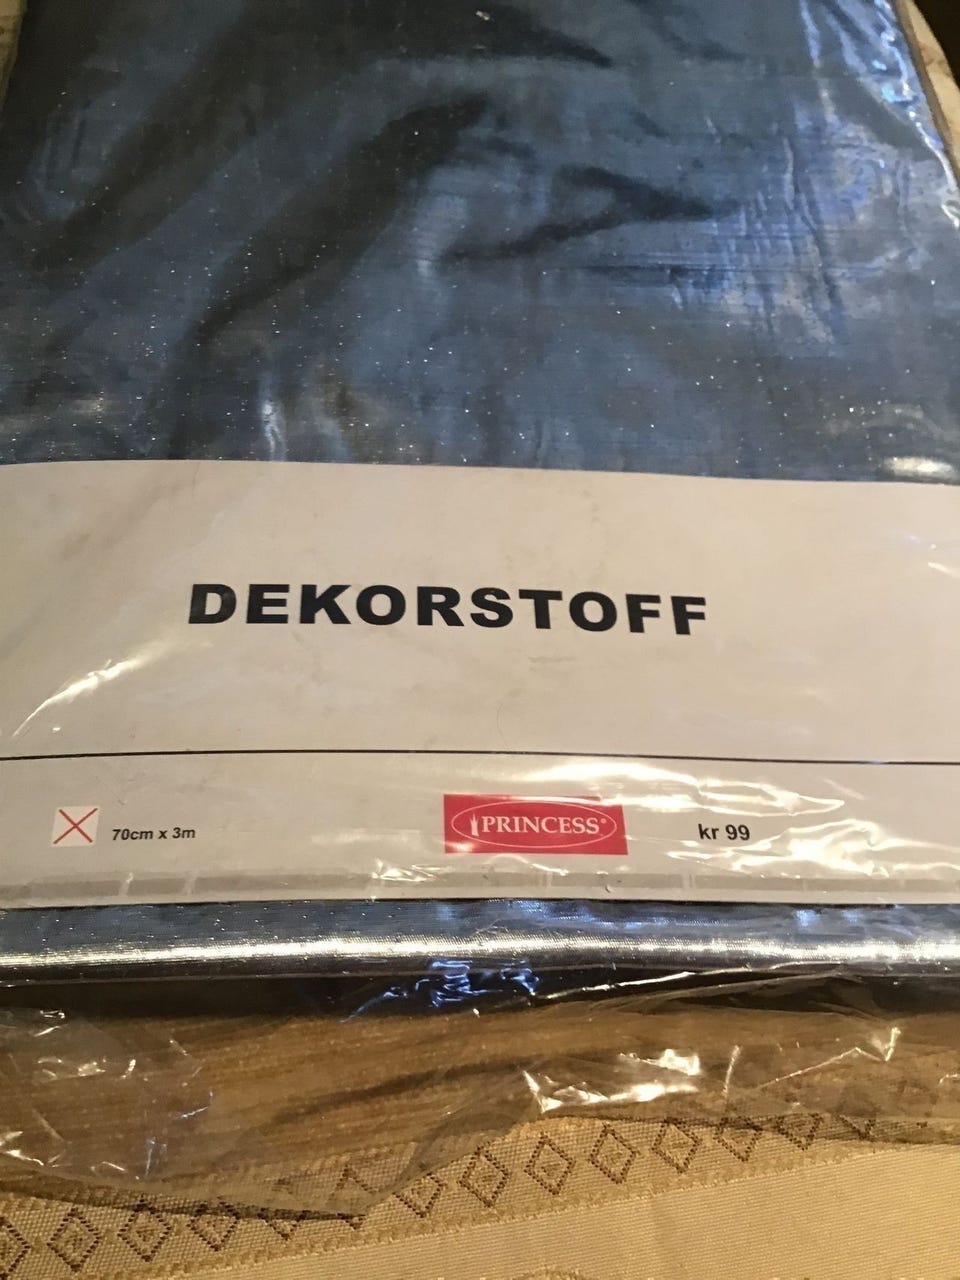 DEKORSTOFF
70cm x 3m
PRINCESS®
kr 99